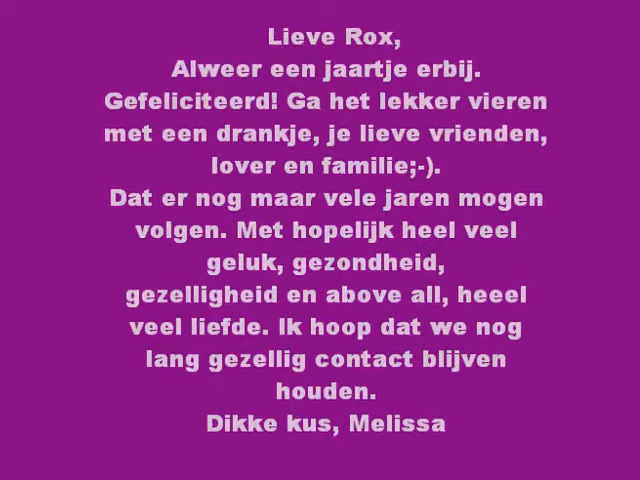 Lieve Rox,
Alweer een jaartje erbij.
Gefeliciteerd! Ga het lekker vieren
met een drankje, je lieve vrienden,
lover en familie;-).
Dat er nog maar vele jaren mogen
volgen. Met hopelijk heel veel
geluk, gezondheid,
gezelligheid en above all, heeel
veel liefde. Ik hoop dat we nog
lang gezellig contact blijven
houden.
Dikke kus, Melissa